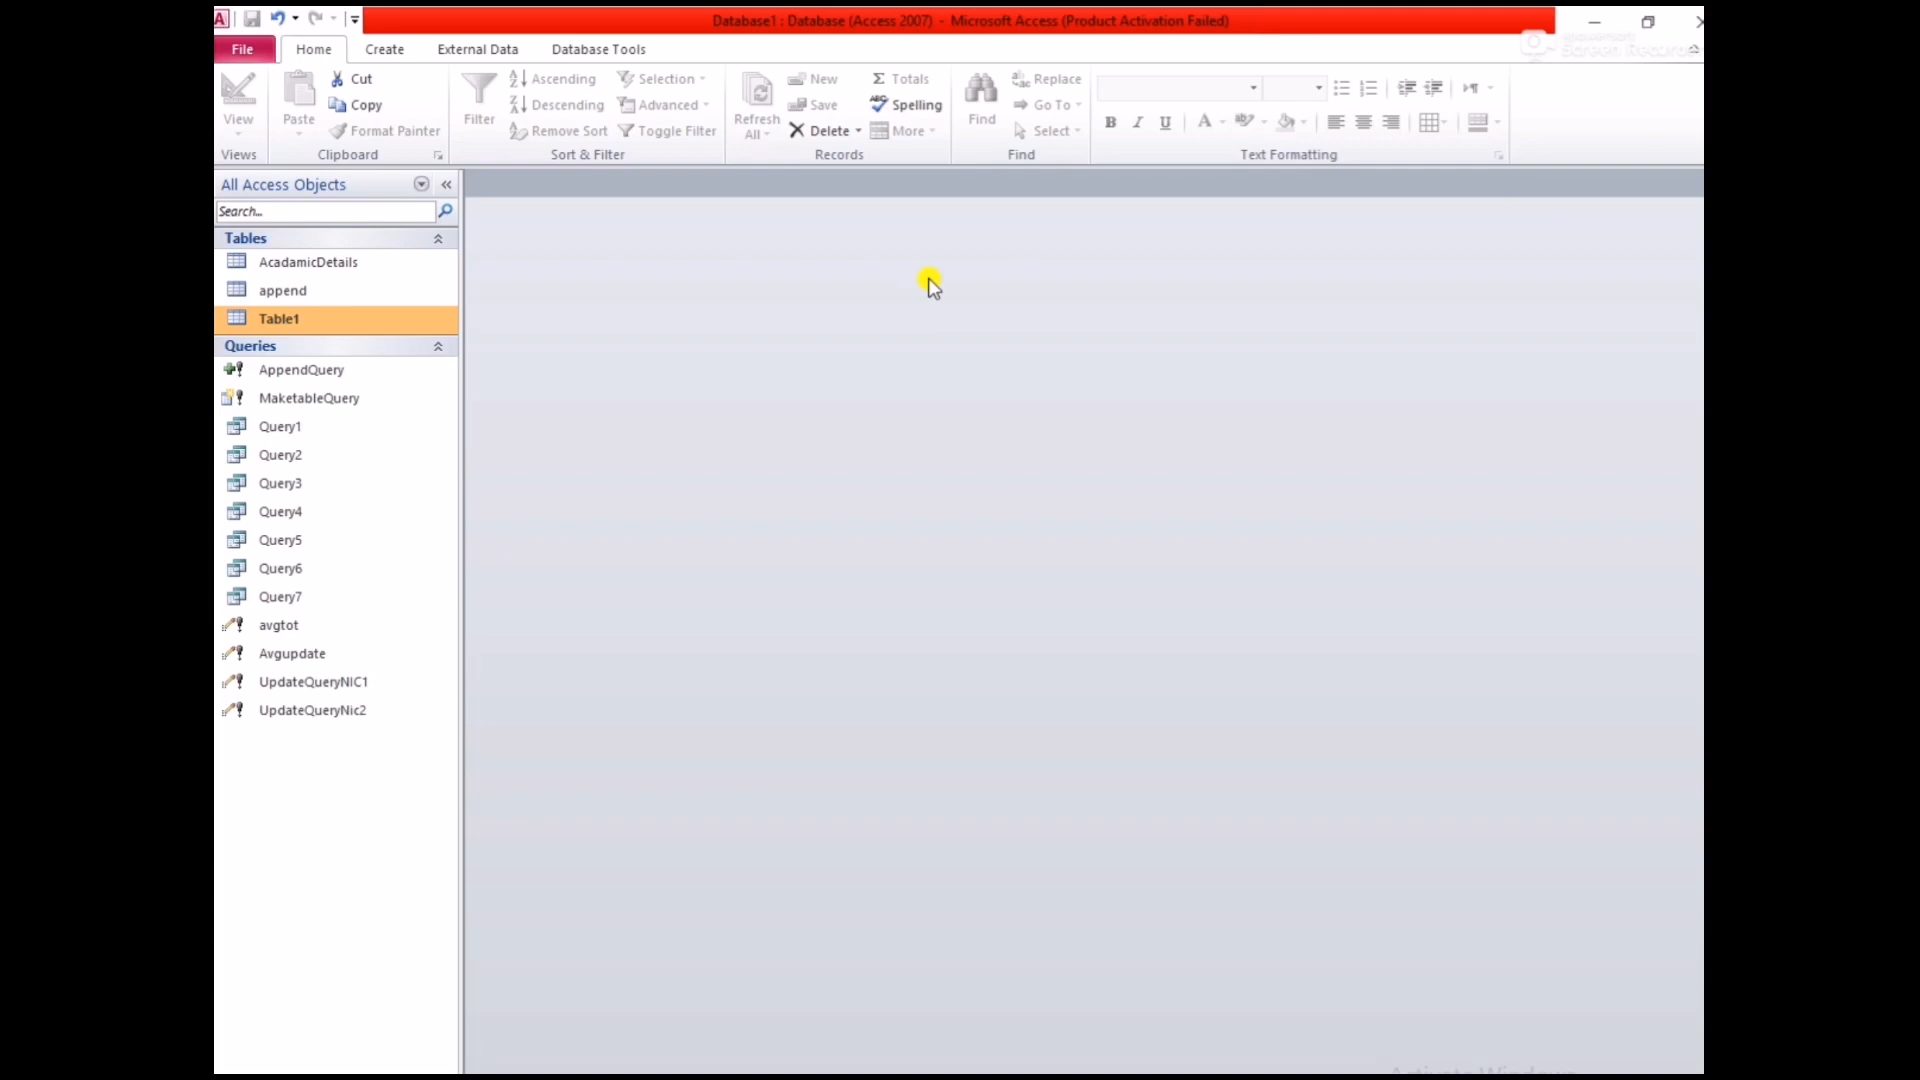 Database1 : Database (Access 2007) - Microsoft Access (Product Activation Failed)
File Home Create External Data Database Tools
View
Views
Paste
Cut
Copy
Format Painter
Clipboard
Filter
Ascending
Descending
Remove Sort
Selection
Advanced
Toggle Filter
Sort & Filter
Refresh
All
New
Save
Delete
Totals
Spelling
More
Records
Find
Replace
Go To
Select
Find
Text Formatting
All Access Objects
Search...
Tables
AcadamicDetails
append
Table1
Queries
AppendQuery
MaketableQuery
Query1
Query2
Query3
Query4
Query5
Query6
Query7
avgtot
Avgupdate
UpdateQueryNIC1
UpdateQueryNic2